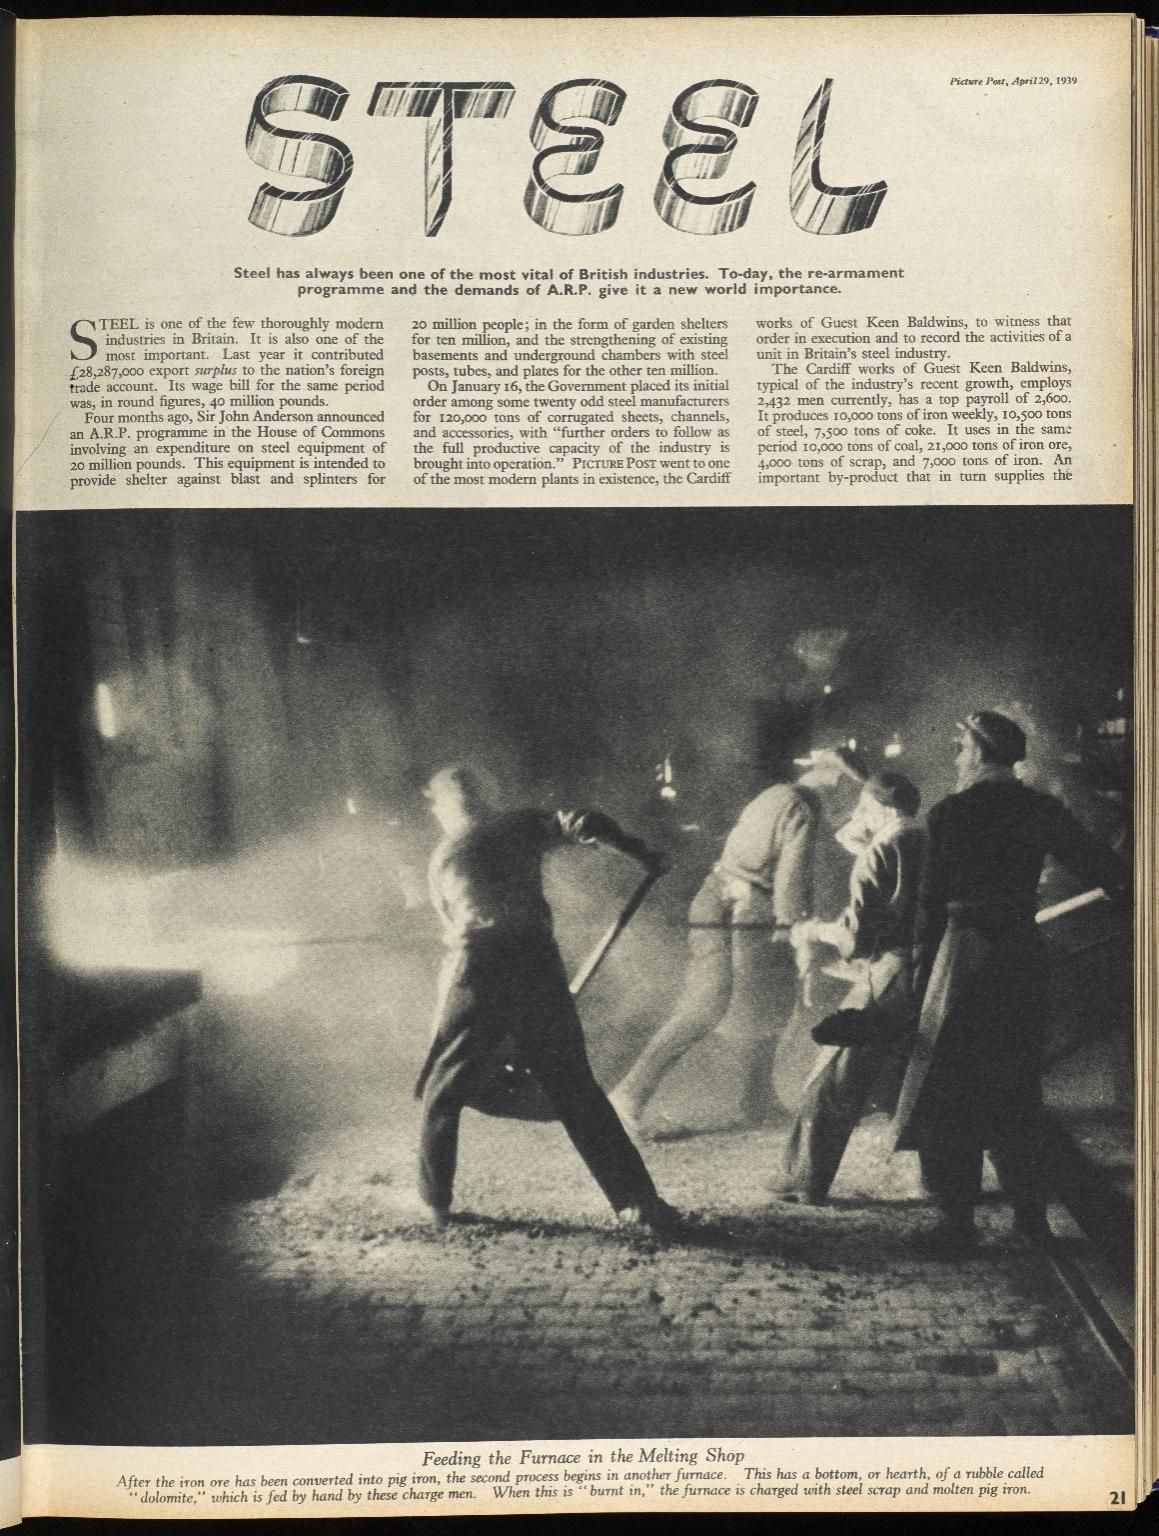 Picture Post, April 29, 1939
STEEL
Steel has always been one of the most vital of British industries. To-day, the re-armament
programme and the demands of A.R.P. give it a new world importance.
STEEL is one of the few thoroughly modern
industries in Britain. It is also one of the
most important. Last year it contributed
£28,287,000 export surplus to the nation's foreign
trade account. Its wage bill for the same period
was, in round figures, 40 million pounds.
Four months ago, Sir John Anderson announced
an A.R.P. programme in the House of Commons
involving an expenditure on steel equipment of
20 million pounds. This equipment is intended to
provide shelter against blast and splinters for
20 million people; in the form of garden shelters
for ten million, and the strengthening of existing
basements and underground chambers with steel
posts, tubes, and plates for the other ten million.
On January 16, the Government placed its initial
order among some twenty odd steel manufacturers
for 120,000 tons of corrugated sheets, channels,
and accessories, with "further orders to follow as
the full productive capacity of the industry is
brought into operation." PICTURE POST went to one
of the most modern plants in existence, the Cardiff
works of Guest Keen Baldwins, to witness that
order in execution and to record the activities of a
unit in Britain's steel industry.
The Cardiff works of Guest Keen Baldwins,
typical of the industry's recent growth, employs
2,432 men currently, has a top payroll of 2,600.
It produces 10,000 tons of iron weekly, 10,500 tons
of steel, 7,500 tons of coke. It uses in the same
period 10,000 tons of coal, 21,000 tons of iron ore,
4,000 tons of scrap, and 7,000 tons of iron. An
important by-product that in turn supplies the
Feeding the Furnace in the Melting Shop
After the iron ore has been converted into pig iron, the second process begins in another furnace. This has a bottom, or hearth, of a rubble called
"dolomite," which is fed by hand by these charge men. When this is "burnt in," the furnace is charged with steel scrap and molten pig iron.
21